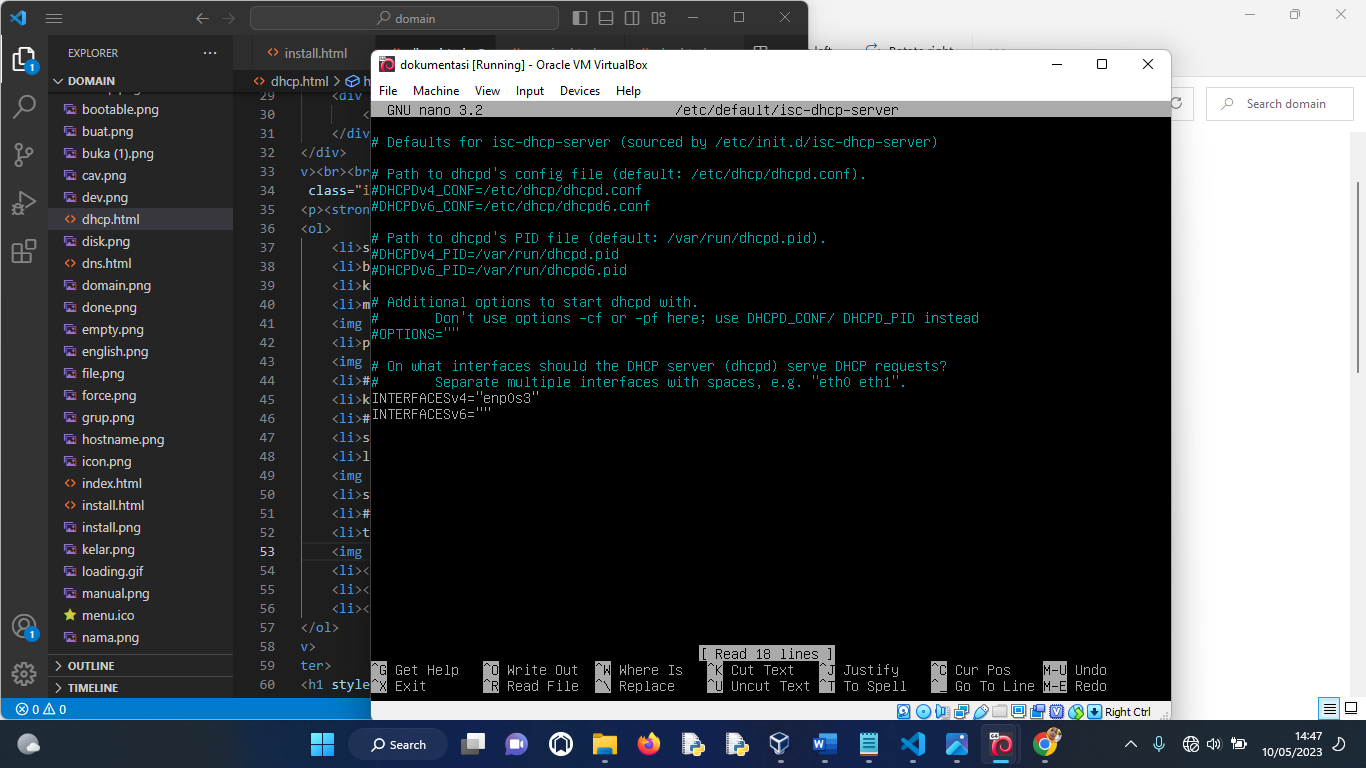 domain
EXPLORER
install.html
DOMAIN
bootable.png
buat.png
buka (1).png
cav.png
dev.png
dhcp.html
disk.png
dns.html
domain.png
done.png
empty.png
english.png
file.png
force.png
grup.png
hostname.png
icon.png
index.html
install.html
install.png
kelar.png
loading.gif
manual.png
menu.ico
nama.png
OUTLINE
TIMELINE
0 0
1
1
dhcp.html > h
29 <div
30 <
31 </div
32 </div>
33 v><br><br
34 class="i
35 <p><stron
36 <ol>
37 <li>s
38 <li>b
39 <li>k
40 <li>m
41 <img
42 <li>p
43 <img
44 <li>#
45 <li>k
46 <li>#
47 <li>s
48 <li>l
49 <img
50 <li>s
51 <li>#
52 <li>t
53 <img
54 <li><
55 <li><
56 <li><
57 </ol>
58 v>
59 ter>
60 <h1 style
dokumentasi [Running] - Oracle VM VirtualBox
File Machine View Input Devices Help
GNU nano 3.2 /etc/default/isc-dhcp-server
# Defaults for isc-dhcp-server (sourced by /etc/init.d/isc-dhcp-server)
# Path to dhcpd's config file (default: /etc/dhcp/dhcpd.conf).
#DHCPDv4_CONF=/etc/dhcp/dhcpd.conf
#DHCPDv6_CONF=/etc/dhcp/dhcpd6.conf
# Path to dhcpd's PID file (default: /var/run/dhcpd.pid).
#DHCPDv4_PID=/var/run/dhcpd.pid
#DHCPDv6_PID=/var/run/dhcpd6.pid
# Additional options to start dhcpd with.
# Don't use options -cf or -pf here; use DHCPD_CONF/ DHCPD_PID instead
#OPTIONS=""
# On what interfaces should the DHCP server (dhcpd) serve DHCP requests?
# Separate multiple interfaces with spaces, e.g. "eth0 eth1".
INTERFACESv4="enp0s3"
INTERFACESv6=""
[ Read 18 lines ]
^G Get Help ^O Write Out ^W Where Is ^K Cut Text ^J Justify ^C Cur Pos M-U Undo
^X Exit ^R Read File ^\ Replace ^U Uncut Text ^T To Spell ^_ Go To Line M-E Redo
Right Ctrl
Search domain
Search
14:47
10/05/2023